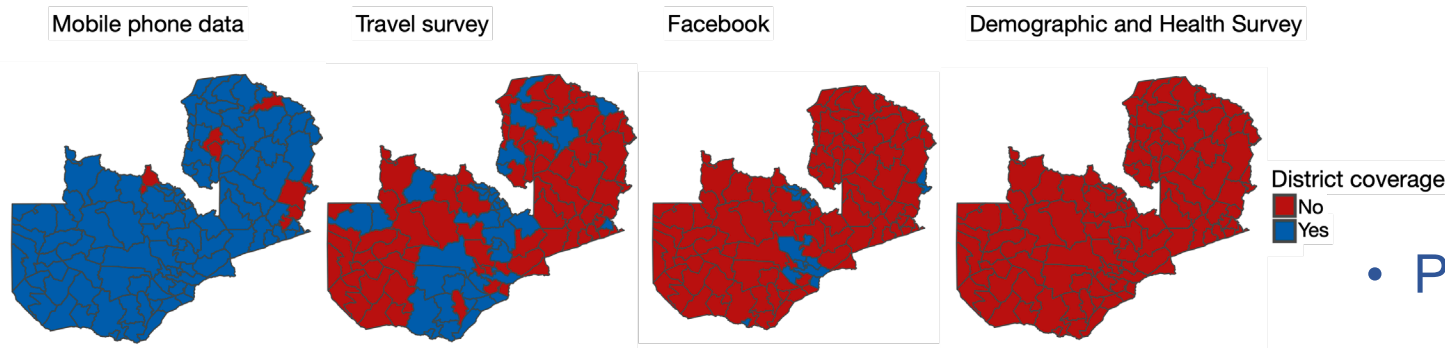 Mobile phone data
Travel survey
Facebook
Demographic and Health Survey
District coverage
No
Yes
• P